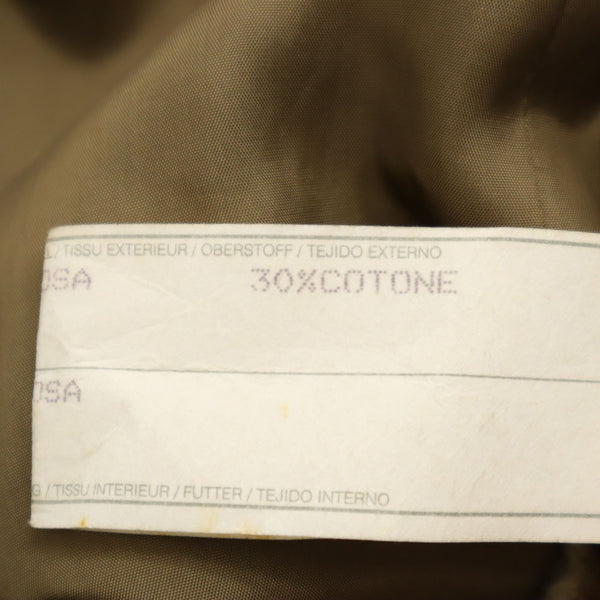 / TISSU EXTERIEUR / OBERSTOFF / TEJIDO EXTERNO
OSA 30%COTONE
OSA
G / TISSU INTERIEUR / FUTTER / TEJIDO INTERNO